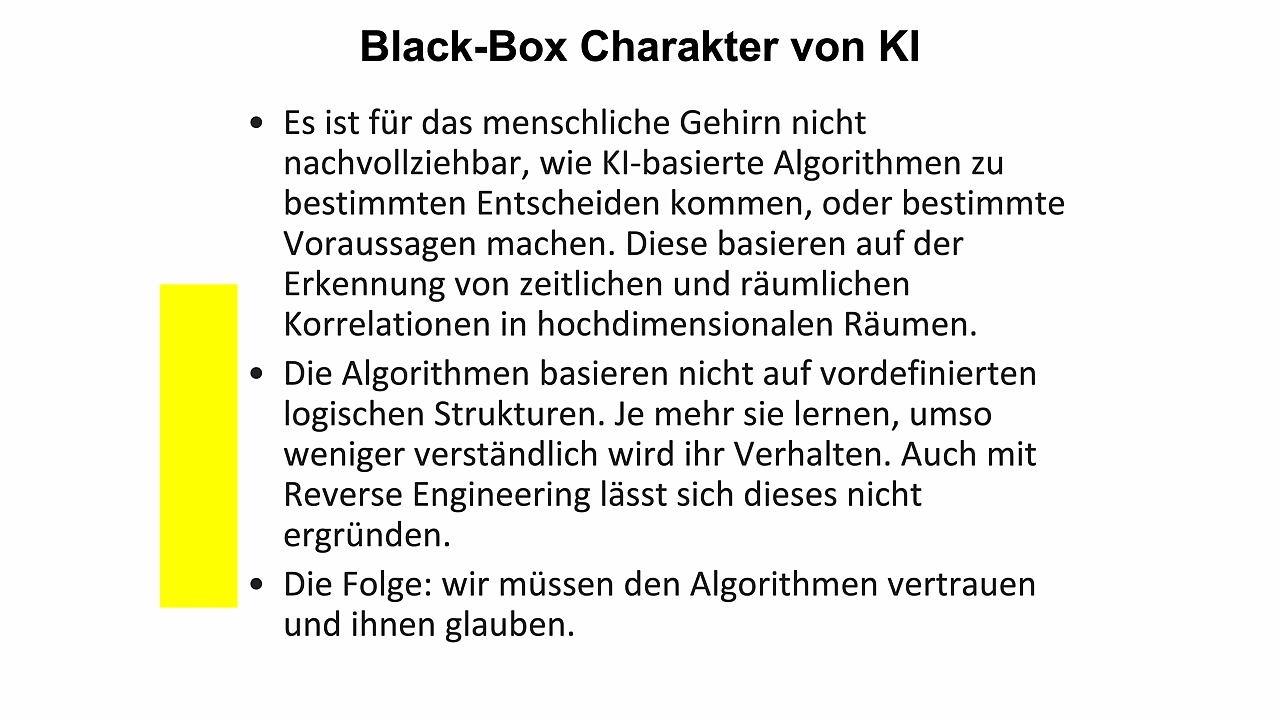 Black-Box Charakter von KI
• Es ist für das menschliche Gehirn nicht
nachvollziehbar, wie KI-basierte Algorithmen zu
bestimmten Entscheiden kommen, oder bestimmte
Voraussagen machen. Diese basieren auf der
Erkennung von zeitlichen und räumlichen
Korrelationen in hochdimensionalen Räumen.
• Die Algorithmen basieren nicht auf vordefinierten
logischen Strukturen. Je mehr sie lernen, umso
weniger verständlich wird ihr Verhalten. Auch mit
Reverse Engineering lässt sich dieses nicht
ergründen.
• Die Folge: wir müssen den Algorithmen vertrauen
und ihnen glauben.